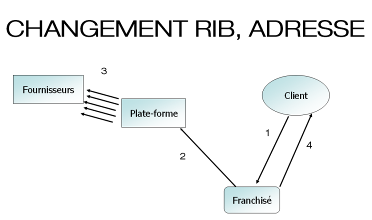 CHANGEMENT RIB, ADRESSE
3
Fournisseurs
Client
Plate-forme
1
4
2
Franchisé